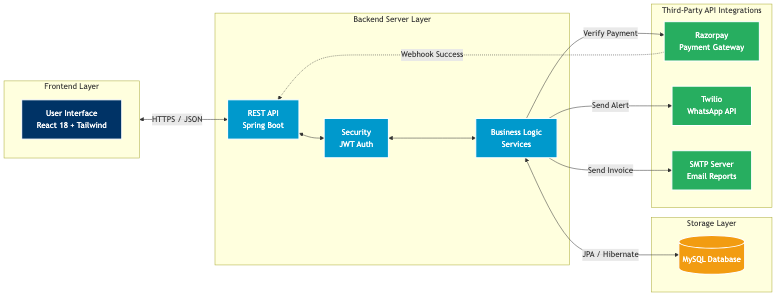 Frontend Layer
User Interface
React 18 + Tailwind
HTTPS / JSON
Backend Server Layer
REST API
Spring Boot
Security
JWT Auth
Business Logic
Services
Webhook Success
Verify Payment
Send Alert
Send Invoice
JPA / Hibernate
Third-Party API Integrations
Razorpay
Payment Gateway
Twilio
WhatsApp API
SMTP Server
Email Reports
Storage Layer
MySQL Database